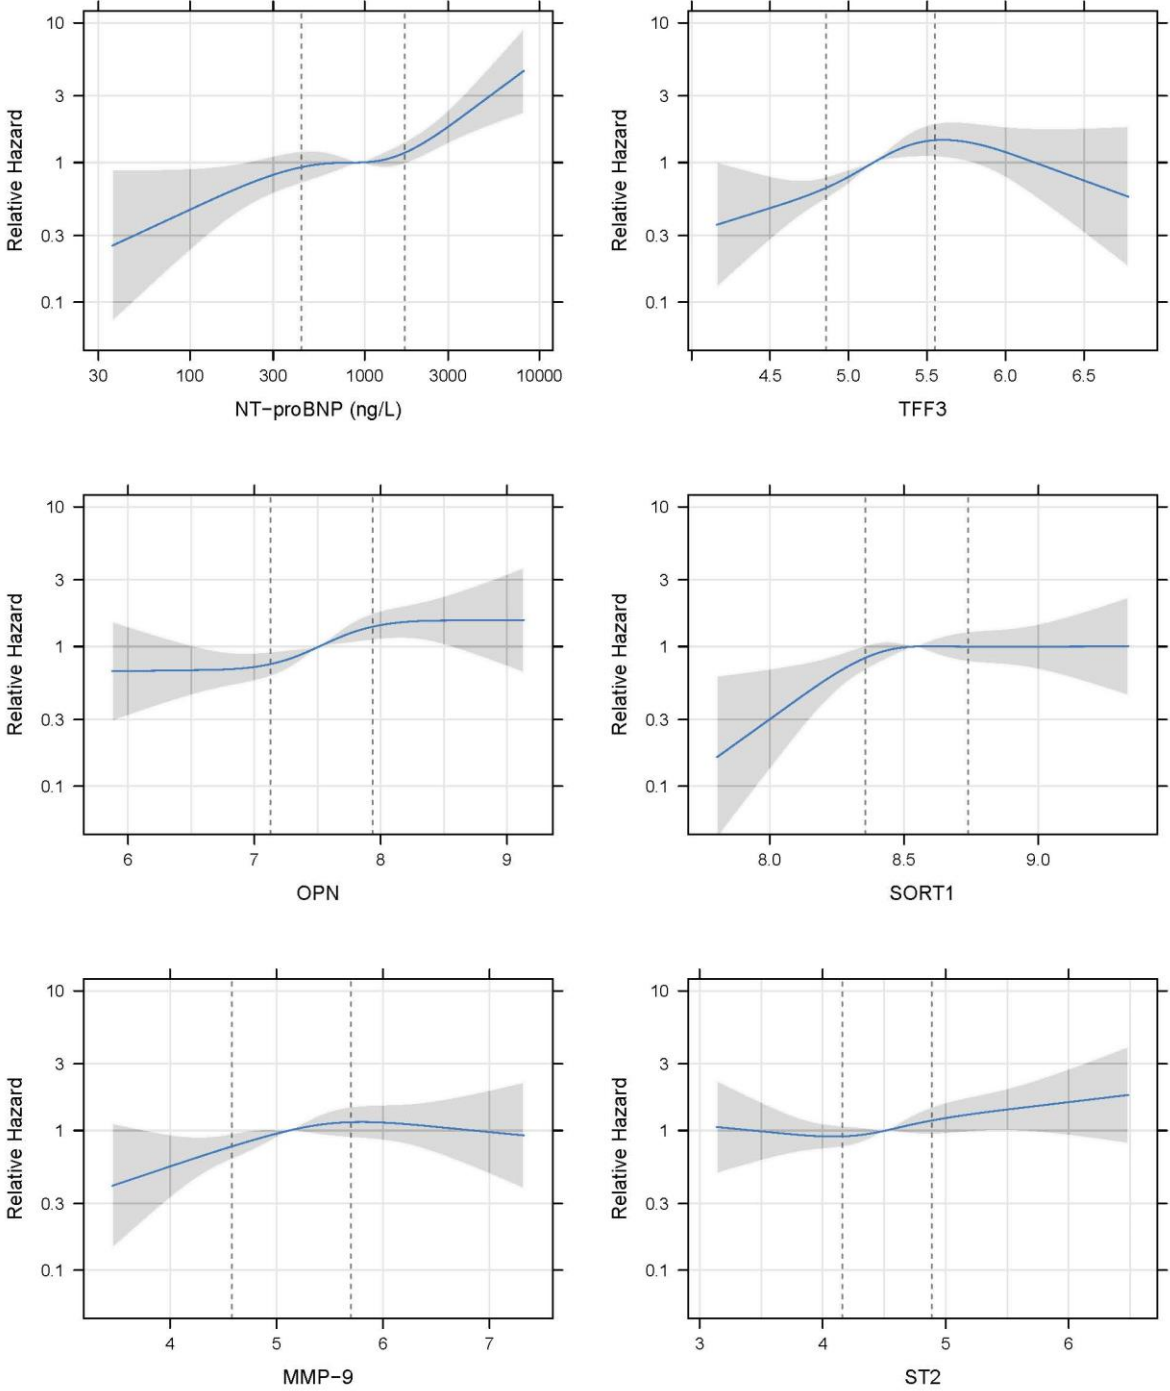 10
3
1
0.3
0.1
Relative Hazard
30 100 300 1000 3000 10000
NT−proBNP (ng/L)
10
3
1
0.3
0.1
Relative Hazard
4.5 5.0 5.5 6.0 6.5
TFF3
10
3
1
0.3
0.1
Relative Hazard
6 7 8 9
OPN
10
3
1
0.3
0.1
Relative Hazard
8.0 8.5 9.0
SORT1
10
3
1
0.3
0.1
Relative Hazard
4 5 6 7
MMP−9
10
3
1
0.3
0.1
Relative Hazard
3 4 5 6
ST2